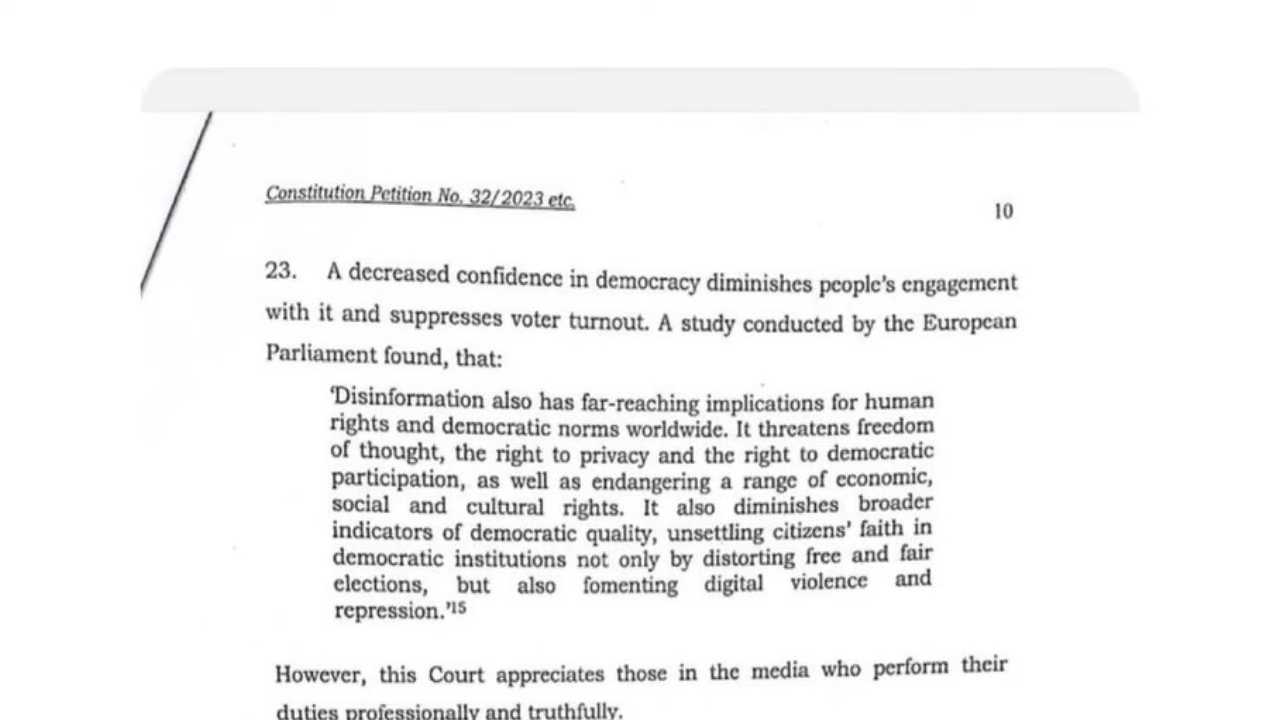 Constitution Petition No. 32/2023 etc.
10
23. A decreased confidence in democracy diminishes people's engagement
with it and suppresses voter turnout. A study conducted by the European
Parliament found, that:
'Disinformation also has far-reaching implications for human
rights and democratic norms worldwide. It threatens freedom
of thought, the right to privacy and the right to democratic
participation, as well as endangering a range of economic,
social and cultural rights. It also diminishes broader
indicators of democratic quality, unsettling citizens' faith in
democratic institutions not only by distorting free and fair
elections, but also fomenting digital violence and
repression.'15
However, this Court appreciates those in the media who perform their
duties professionally and truthfully.